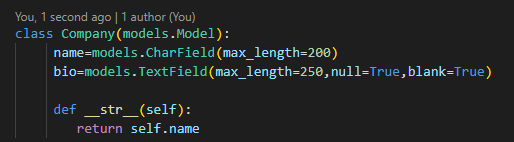 You, 1 second ago | 1 author (You)
class Company(models.Model):
    name=models.CharField(max_length=200)
    bio=models.TextField(max_length=250,null=True,blank=True)

    def __str__(self):
       return self.name